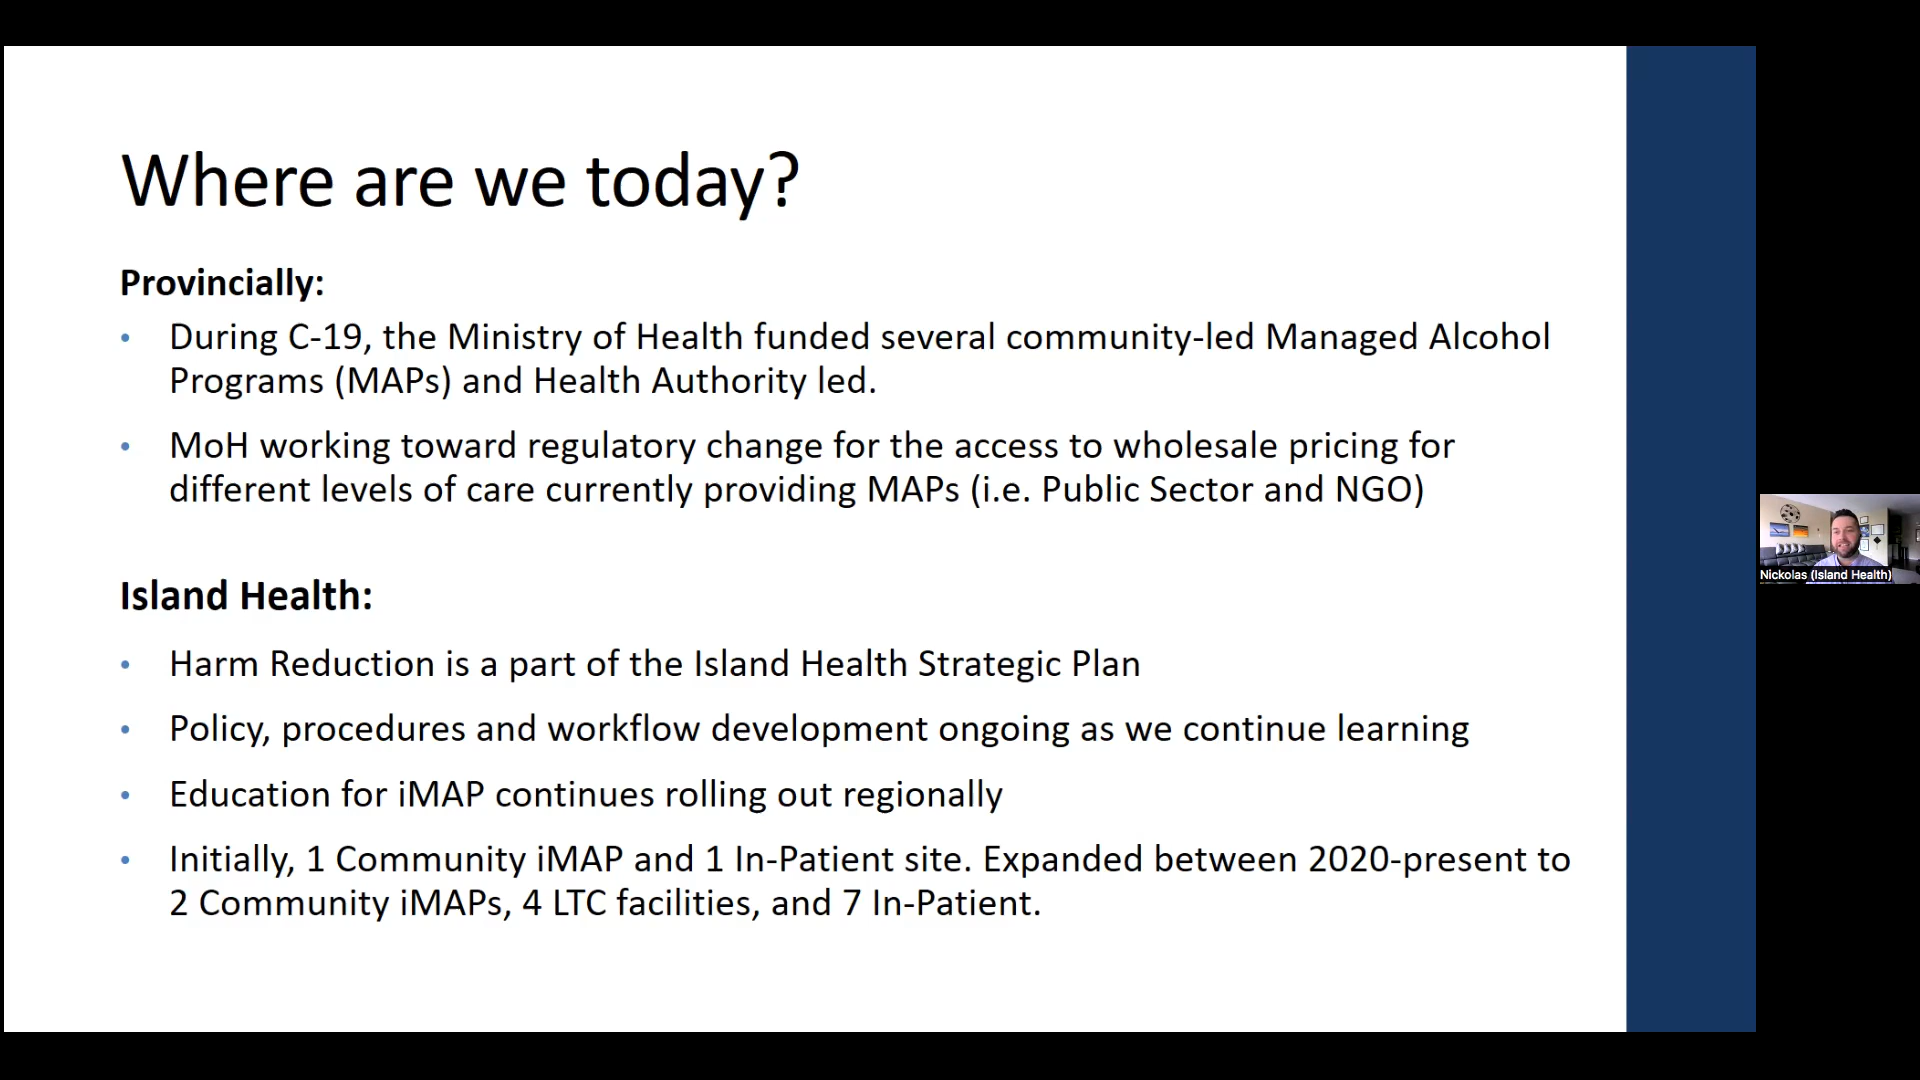 Where are we today?
Provincially:
• During C-19, the Ministry of Health funded several community-led Managed Alcohol
Programs (MAPs) and Health Authority led.
• MoH working toward regulatory change for the access to wholesale pricing for
different levels of care currently providing MAPs (i.e. Public Sector and NGO)
Island Health:
• Harm Reduction is a part of the Island Health Strategic Plan
• Policy, procedures and workflow development ongoing as we continue learning
• Education for iMAP continues rolling out regionally
• Initially, 1 Community iMAP and 1 In-Patient site. Expanded between 2020-present to
2 Community iMAPs, 4 LTC facilities, and 7 In-Patient.
Nickolas (Island Health)